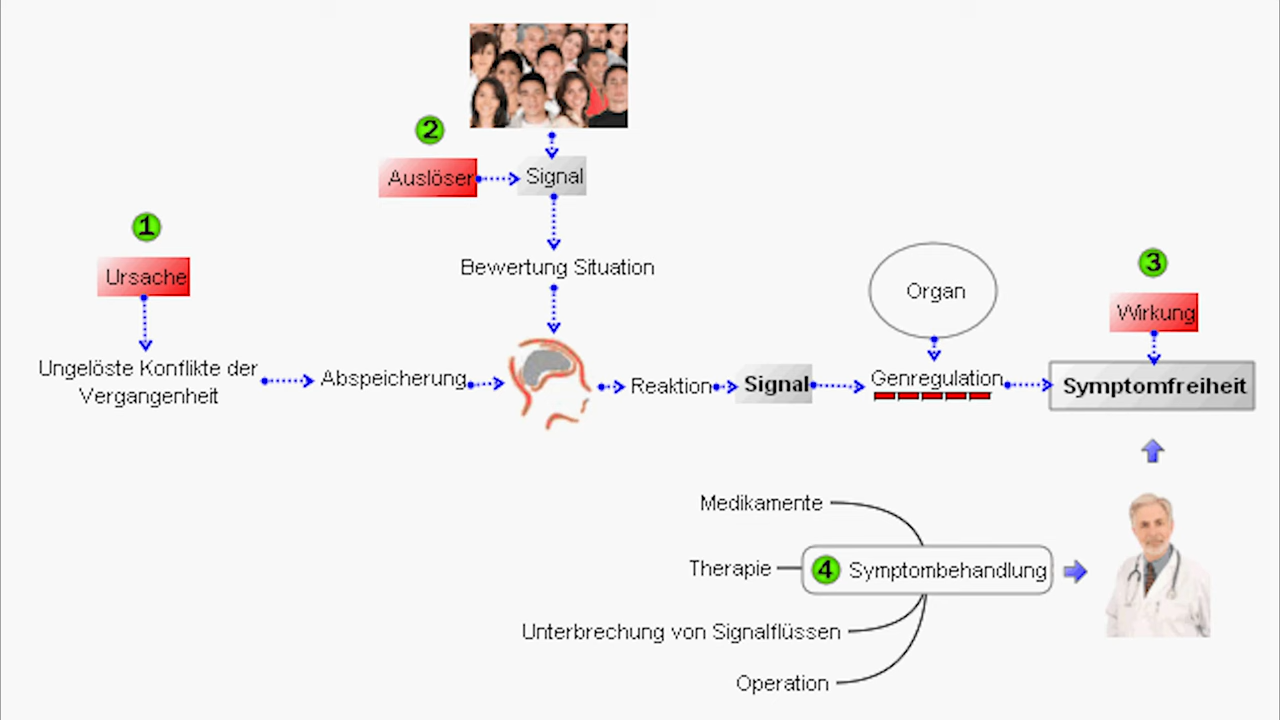 2
Auslöser
Signal
1
Ursache
Bewertung Situation
Organ
3
Wirkung
Ungelöste Konflikte der
Vergangenheit
Abspeicherung
Reaktion
Signal
Genregulation
Symptomfreiheit
Medikamente
Therapie
4 Symptombehandlung
Unterbrechung von Signalflüssen
Operation